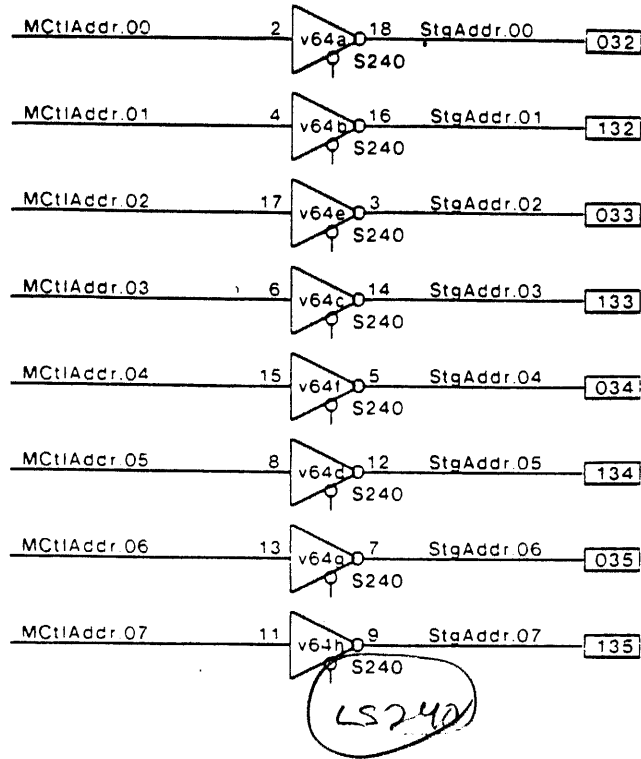 MCtlAddr.00 2 v64a 18 StgAddr.00 032
S240
MCtlAddr.01 4 v64b 16 StgAddr.01 132
S240
MCtlAddr.02 17 v64e 3 StgAddr.02 033
S240
MCtlAddr.03 6 v64c 14 StgAddr.03 133
S240
MCtlAddr.04 15 v64f 5 StgAddr.04 034
S240
MCtlAddr.05 8 v64d 12 StgAddr.05 134
S240
MCtlAddr.06 13 v64g 7 StgAddr.06 035
S240
MCtlAddr.07 11 v64h 9 StgAddr.07 135
S240
LS240